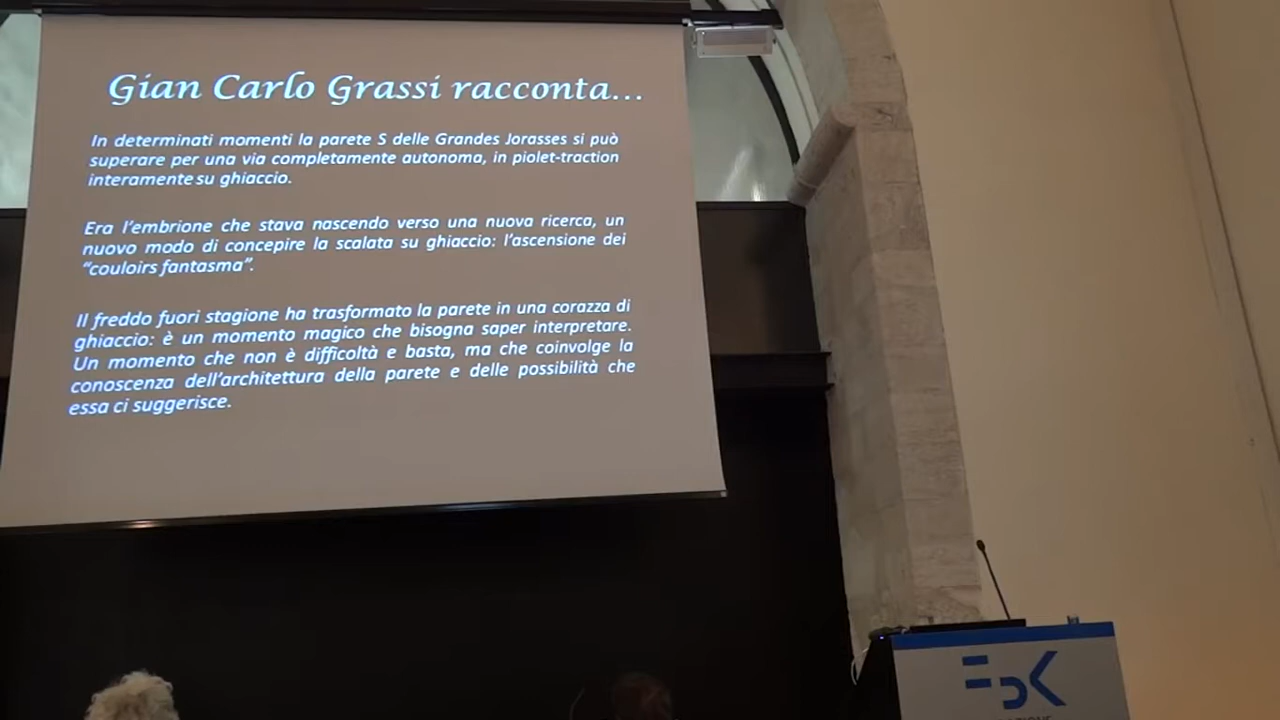 Gian Carlo Grassi racconta...
In determinati momenti la parete S delle Grandes Jorasses si può
superare per una via completamente autonoma, in piolet-traction
interamente su ghiaccio.
Era l'embrione che stava nascendo verso una nuova ricerca, un
nuovo modo di concepire la scalata su ghiaccio: l'ascensione dei
"couloirs fantasma".
Il freddo fuori stagione ha trasformato la parete in una corazza di
ghiaccio: è un momento magico che bisogna saper interpretare.
Un momento che non è difficoltà e basta, ma che coinvolge la
conoscenza dell'architettura della parete e delle possibilità che
essa ci suggerisce.
FBK